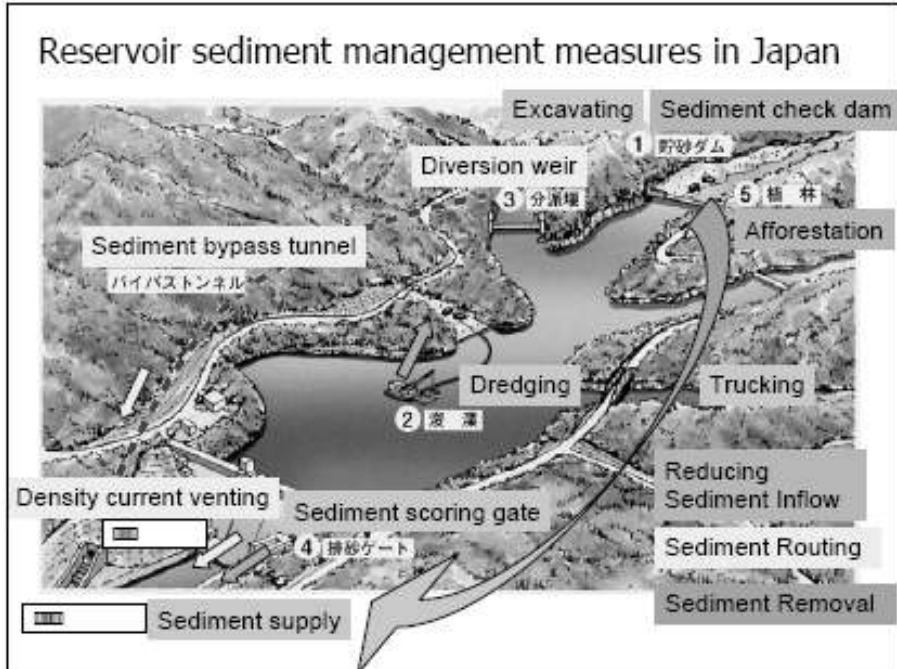 Reservoir sediment management measures in Japan
Excavating
Sediment check dam
① 貯砂ダム
Diversion weir
③ 分派堰
⑤ 植林
Afforestation
Sediment bypass tunnel
バイパストンネル
Dredging
Trucking
② 浚渫
Density current venting
Sediment scoring gate
④ 排砂ゲート
Reducing
Sediment Inflow
Sediment Routing
Sediment Removal
Sediment supply